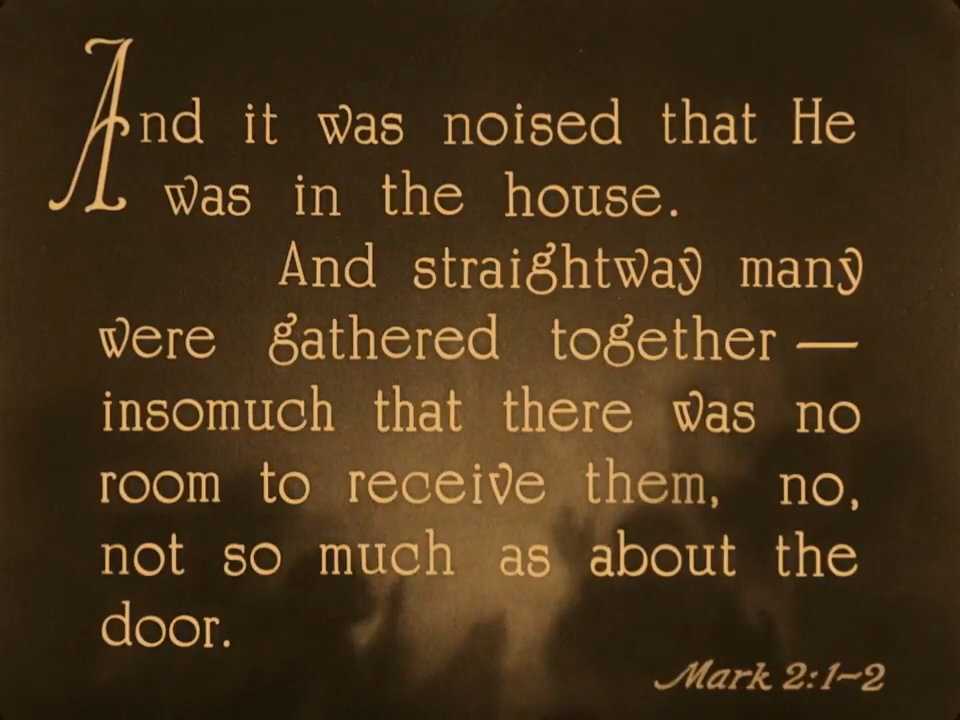 And it was noised that He
was in the house.
And straightway many
were gathered together —
insomuch that there was no
room to receive them, no,
not so much as about the
door.
Mark 2:1-2